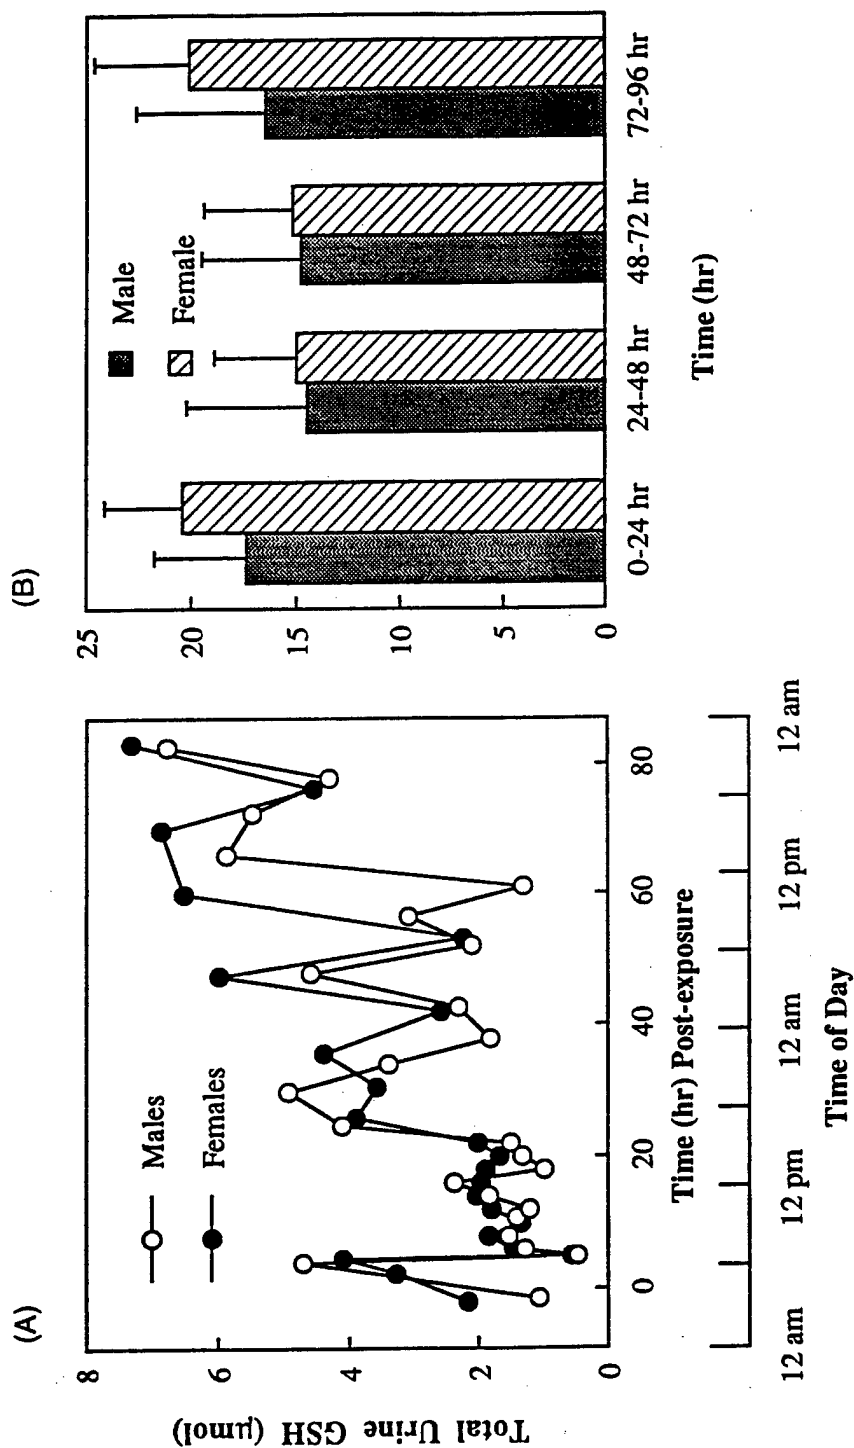 (A)
Total Urine GSH (μmol)
8
6
4
2
0
Males
Females
0 20 40 60 80
Time (hr) Post-exposure
12 am 12 pm 12 am 12 pm 12 am
Time of Day
(B)
25
20
15
10
5
0
Male
Female
0-24 hr 24-48 hr 48-72 hr 72-96 hr
Time (hr)